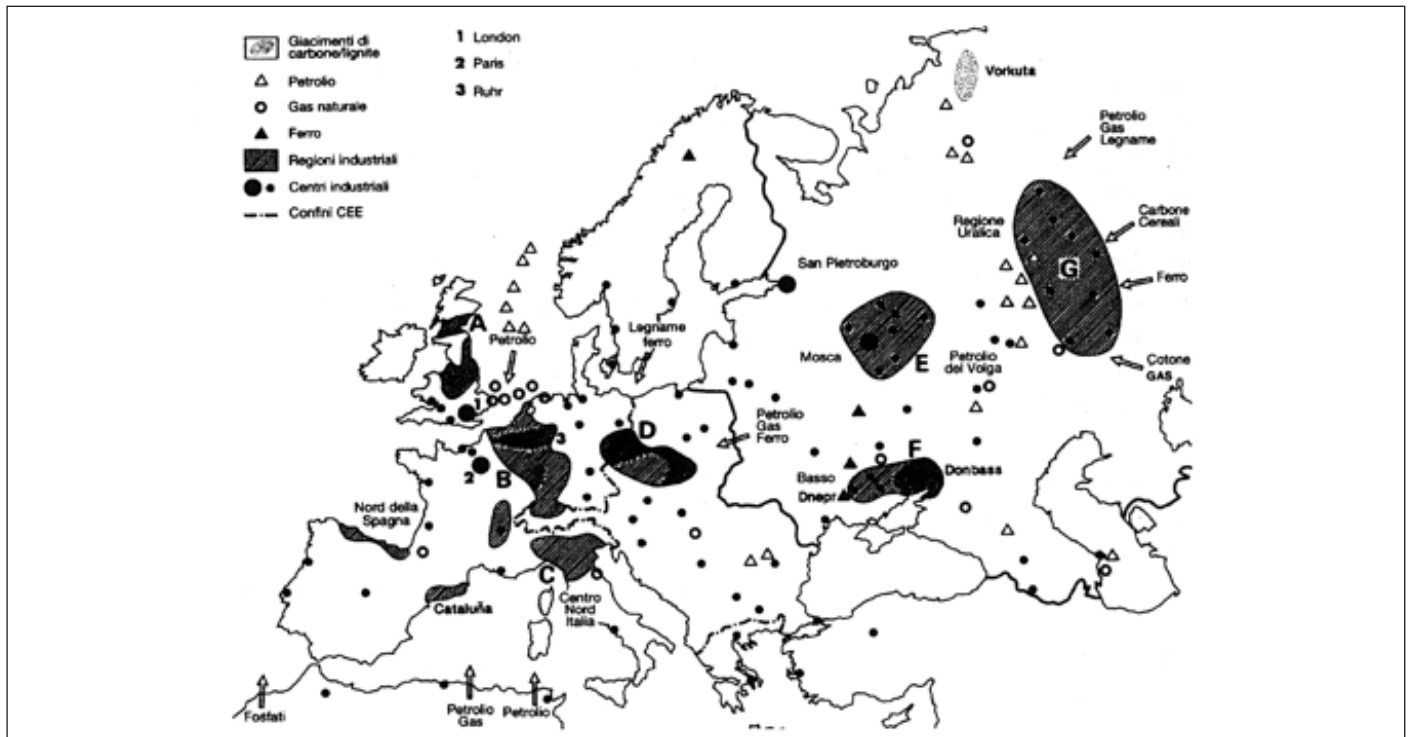 Giacimenti di
carbone/lignite
Petrolio
Gas naturale
Ferro
Regioni industriali
Centri industriali
Confini CEE
1 London
2 Paris
3 Ruhr
Vorkuta
Petrolio
Gas
Legname
Regione
Uralica
Carbone
Cereali
G
Ferro
San Pietroburgo
A
Petrolio
Legname
ferro
Mosca
E
Petrolio
del Volga
Cotone
GAS
1
D
Petrolio
Gas
Ferro
3
2
B
F
Basso
Dnepr
Donbass
Nord della
Spagna
C
Cataluña
Centro
Nord
Italia
Fosfati
Petrolio
Gas
Petrolio